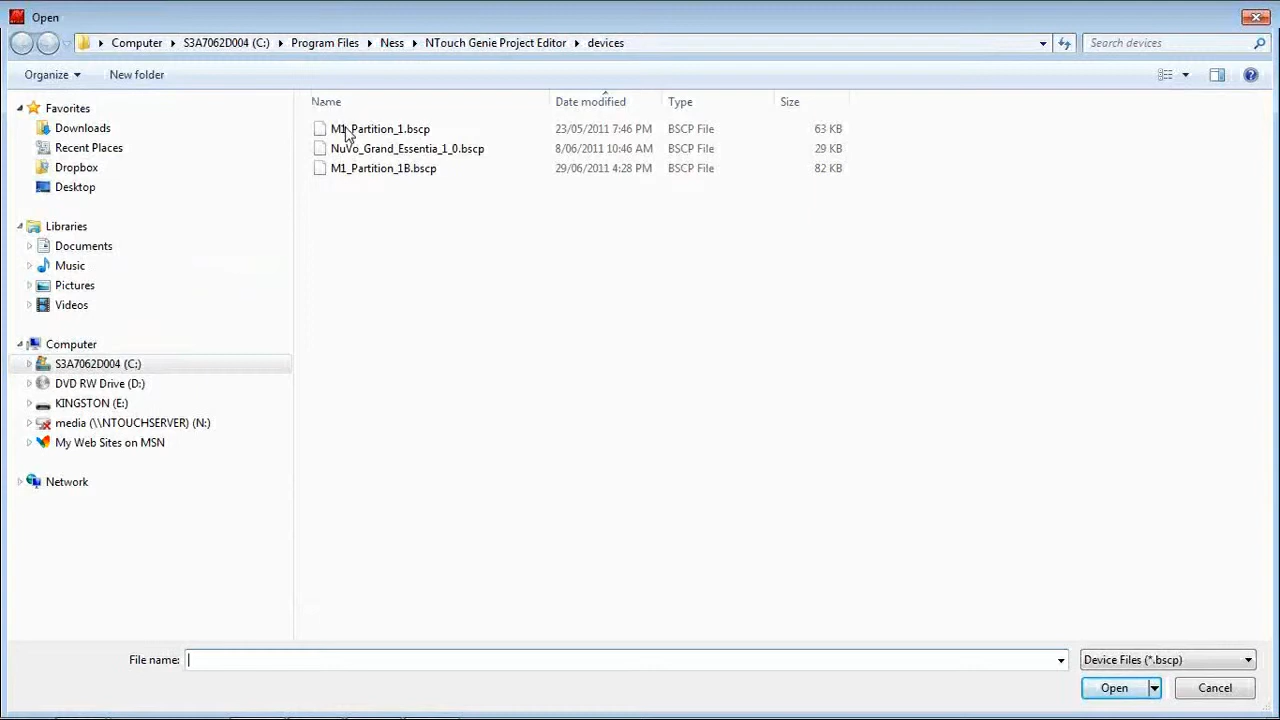 Open
Computer S3A7062D004 (C:) Program Files Ness NTouch Genie Project Editor devices Search devices
Organize New folder
Name Date modified Type Size
M1_Partition_1.bscp 23/05/2011 7:46 PM BSCP File 63 KB
NuVo_Grand_Essentia_1_0.bscp 8/06/2011 10:46 AM BSCP File 29 KB
M1_Partition_1B.bscp 29/06/2011 4:28 PM BSCP File 82 KB
Favorites
Downloads
Recent Places
Dropbox
Desktop
Libraries
Documents
Music
Pictures
Videos
Computer
S3A7062D004 (C:)
DVD RW Drive (D:)
KINGSTON (E:)
media (\\NTOUCHSERVER) (N:)
My Web Sites on MSN
Network
File name: Device Files (*.bscp)
Open Cancel